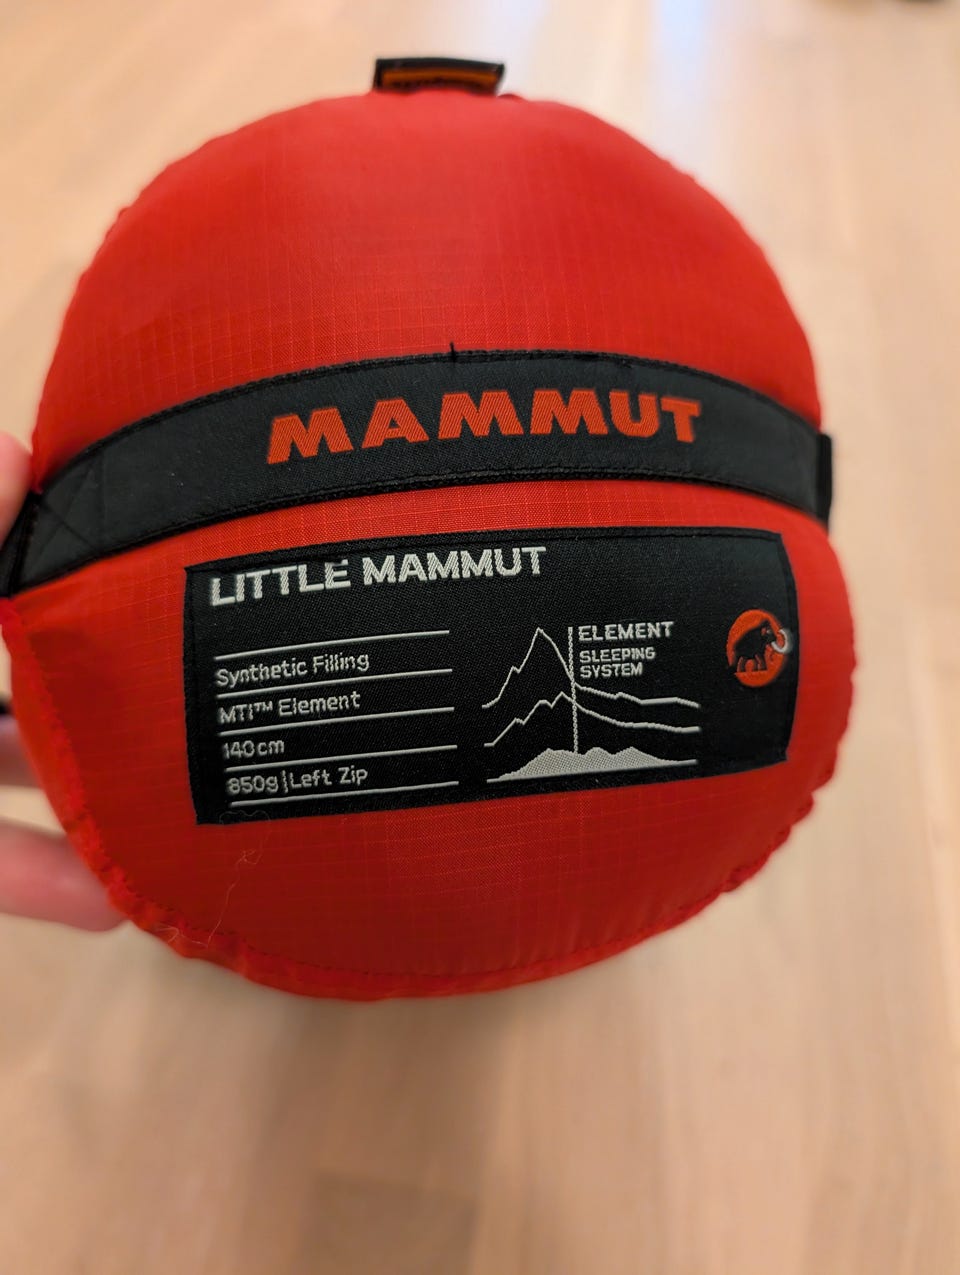 MAMMUT
LITTLE MAMMUT
Synthetic Filling
MTI™ Element
140cm
850g|Left Zip
ELEMENT
SLEEPING
SYSTEM